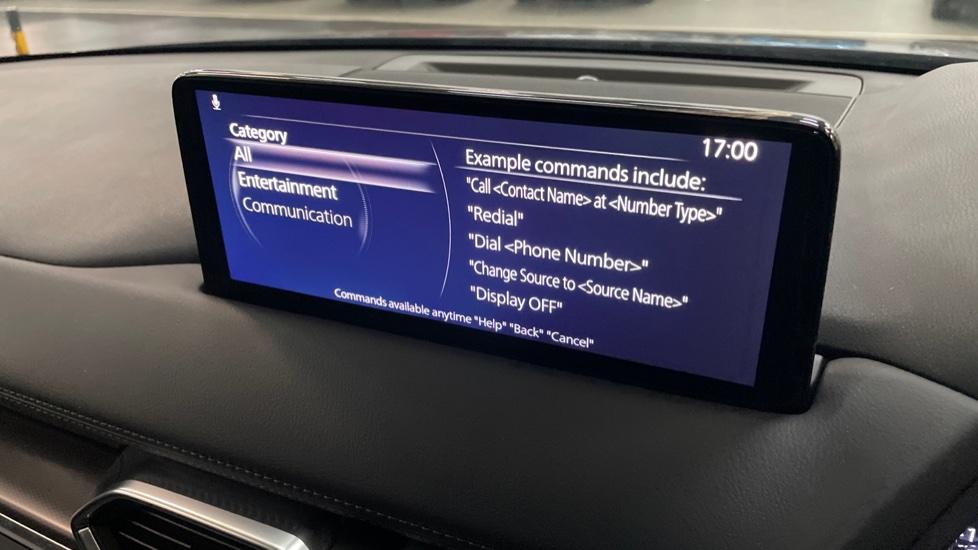 17:00
Category
All
Entertainment
Communication
Example commands include:
"Call <Contact Name> at <Number Type>"
"Redial"
"Dial <Phone Number>"
"Change Source to <Source Name>"
"Display OFF"
Commands available anytime "Help" "Back" "Cancel"